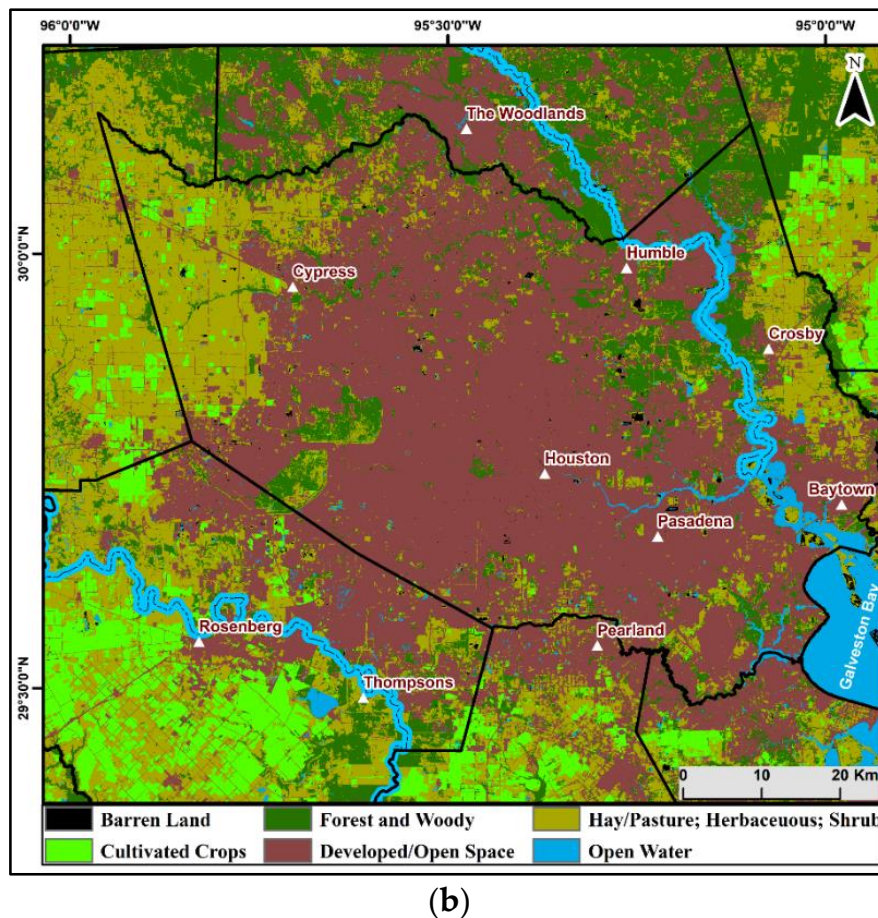 96°0'0"W 95°30'0"W 95°0'0"W
N
The Woodlands
30°0'0"N
Humble
Cypress
Crosby
Houston
Baytown
Pasadena
Rosenberg
Pearland
Galveston Bay
Thompsons
29°30'0"N
0 10 20 Km
Barren Land Forest and Woody Hay/Pasture; Herbaceuous; Shrub
Cultivated Crops Developed/Open Space Open Water
(b)